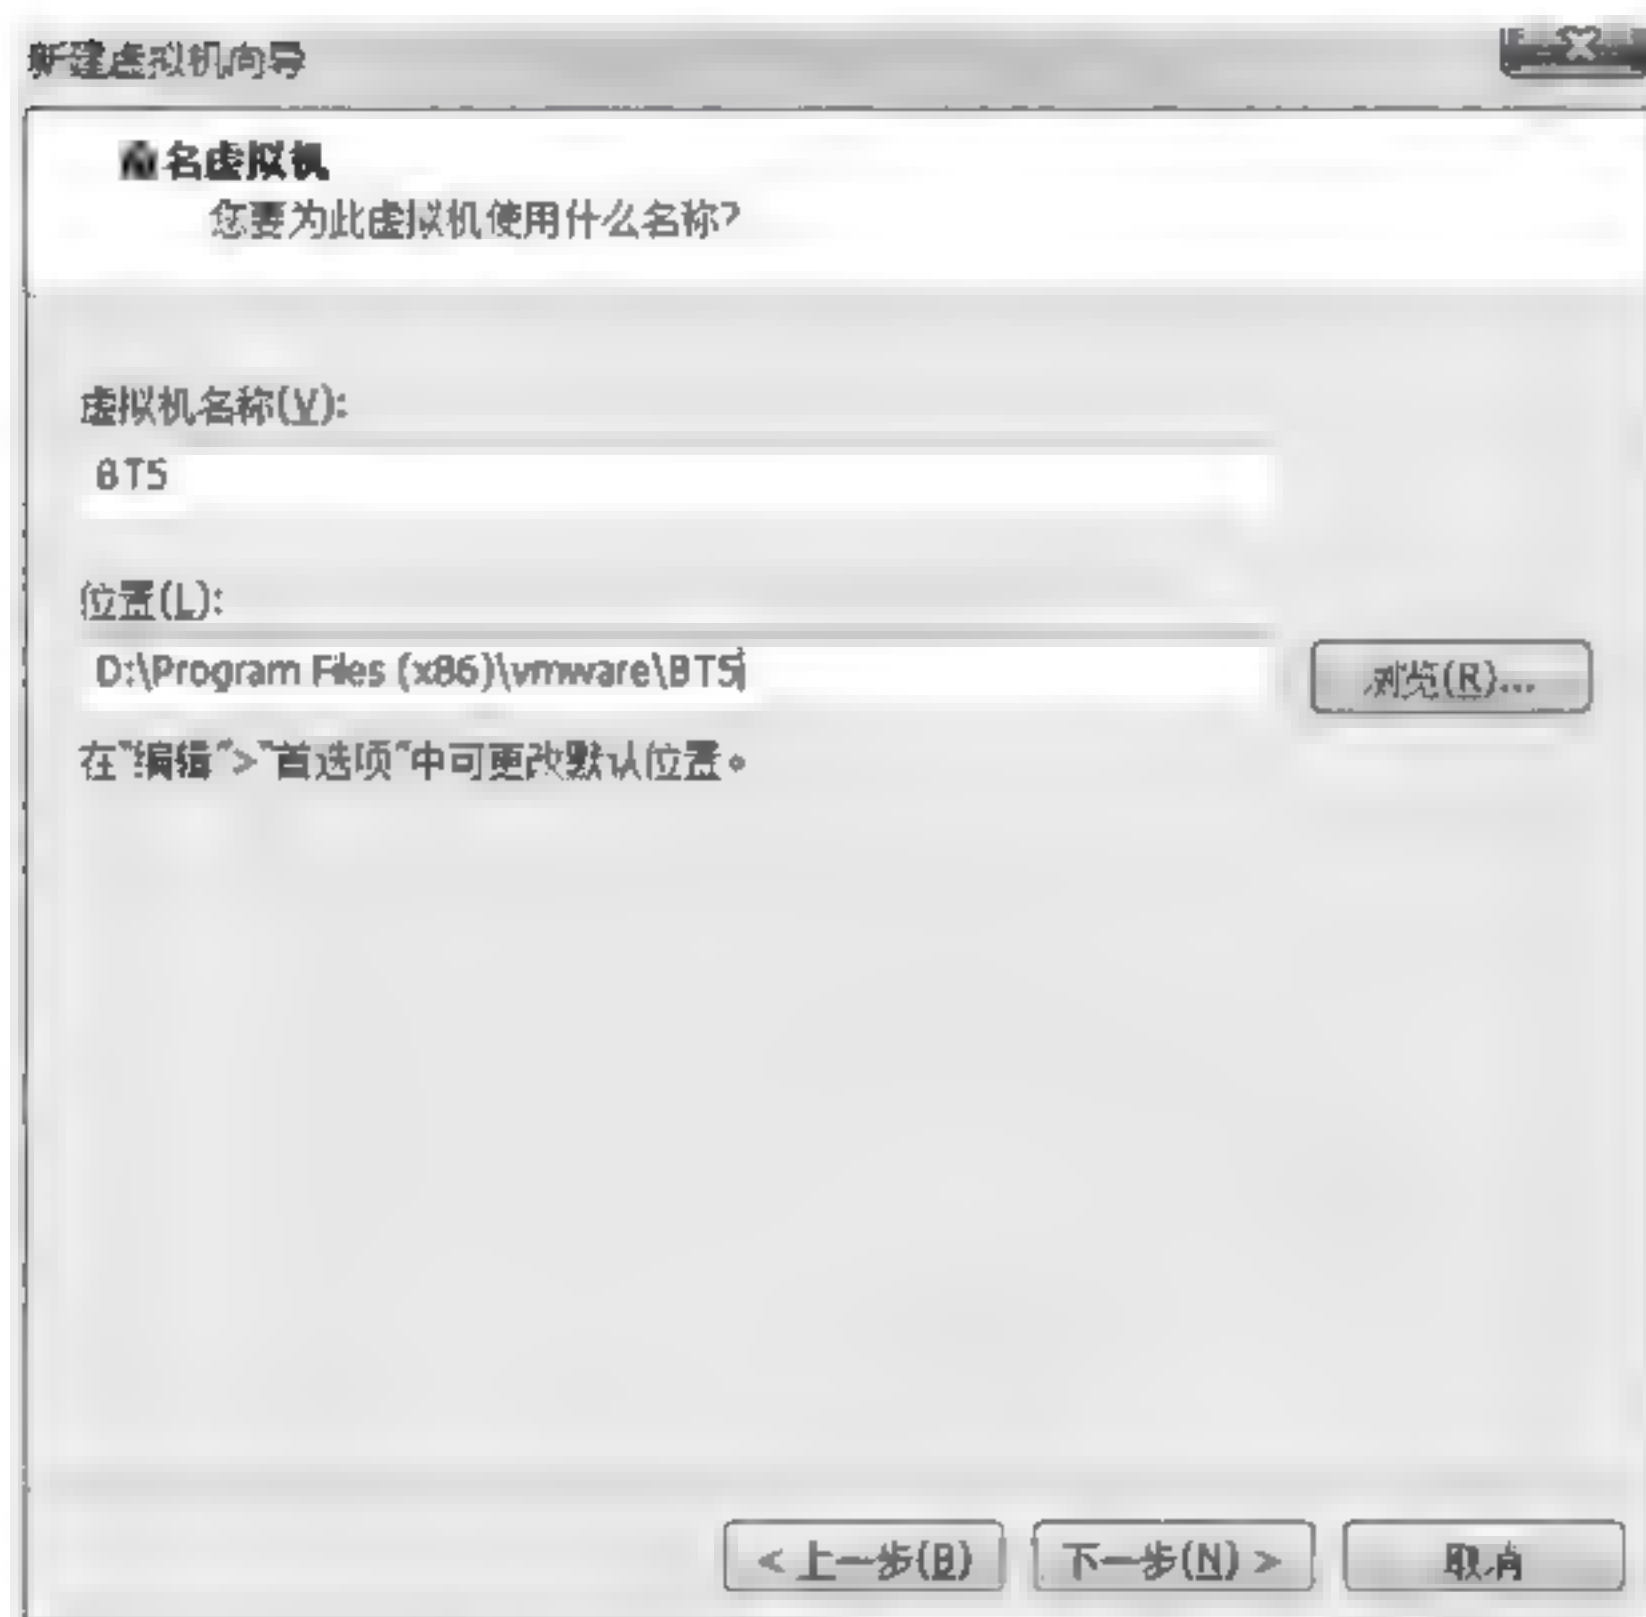 新建虚拟机向导
命名虚拟机
您要为此虚拟机使用什么名称?
虚拟机名称(V):
BT5
位置(L):
D:\Program Files (x86)\vmware\BT5
浏览(R)...
在"编辑">"首选项"中可更改默认位置。
< 上一步(B) 下一步(N) > 取消